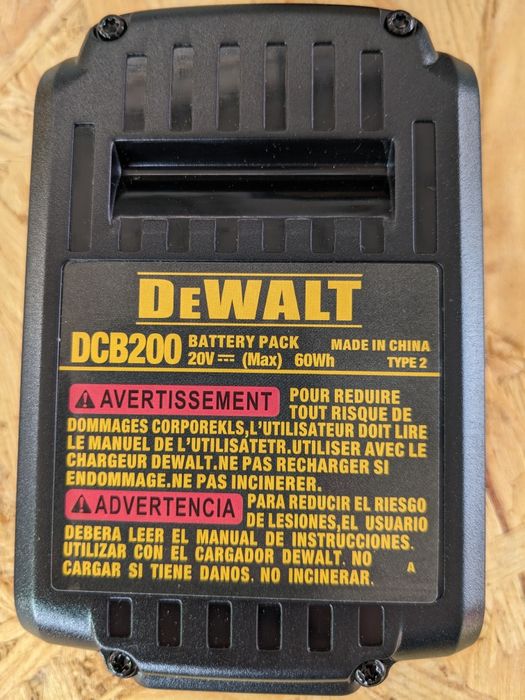 DEWALT
DCB200 BATTERY PACK MADE IN CHINA
20V ⎓ (Max) 60Wh TYPE 2
⚠ AVERTISSEMENT POUR REDUIRE
TOUT RISQUE DE
DOMMAGES CORPOREKLS,L'UTILISATEUR DOIT LIRE
LE MANUEL DE L'UTILISATETR.UTILISER AVEC LE
CHARGEUR DEWALT.NE PAS RECHARGER SI
ENDOMMAGE.NE PAS INCINERER.
⚠ ADVERTENCIA PARA REDUCIR EL RIESGO
DE LESIONES,EL USUARIO
DEBERA LEER EL MANUAL DE INSTRUCCIONES.
UTILIZAR CON EL CARGADOR DEWALT. NO
CARGAR SI TIENE DANOS. NO INCINERAR. A